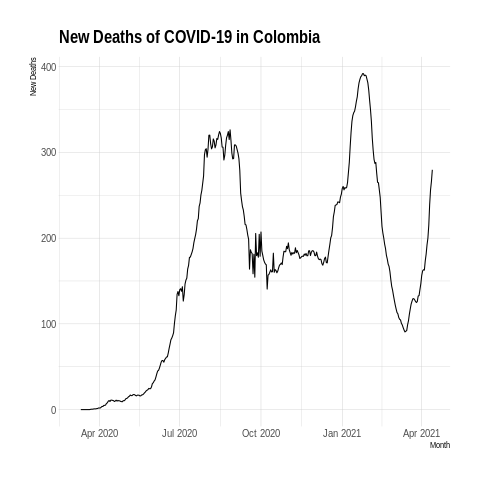 New Deaths of COVID-19 in Colombia
New Deaths
400
300
200
100
0
Apr 2020 Jul 2020 Oct 2020 Jan 2021 Apr 2021
Month